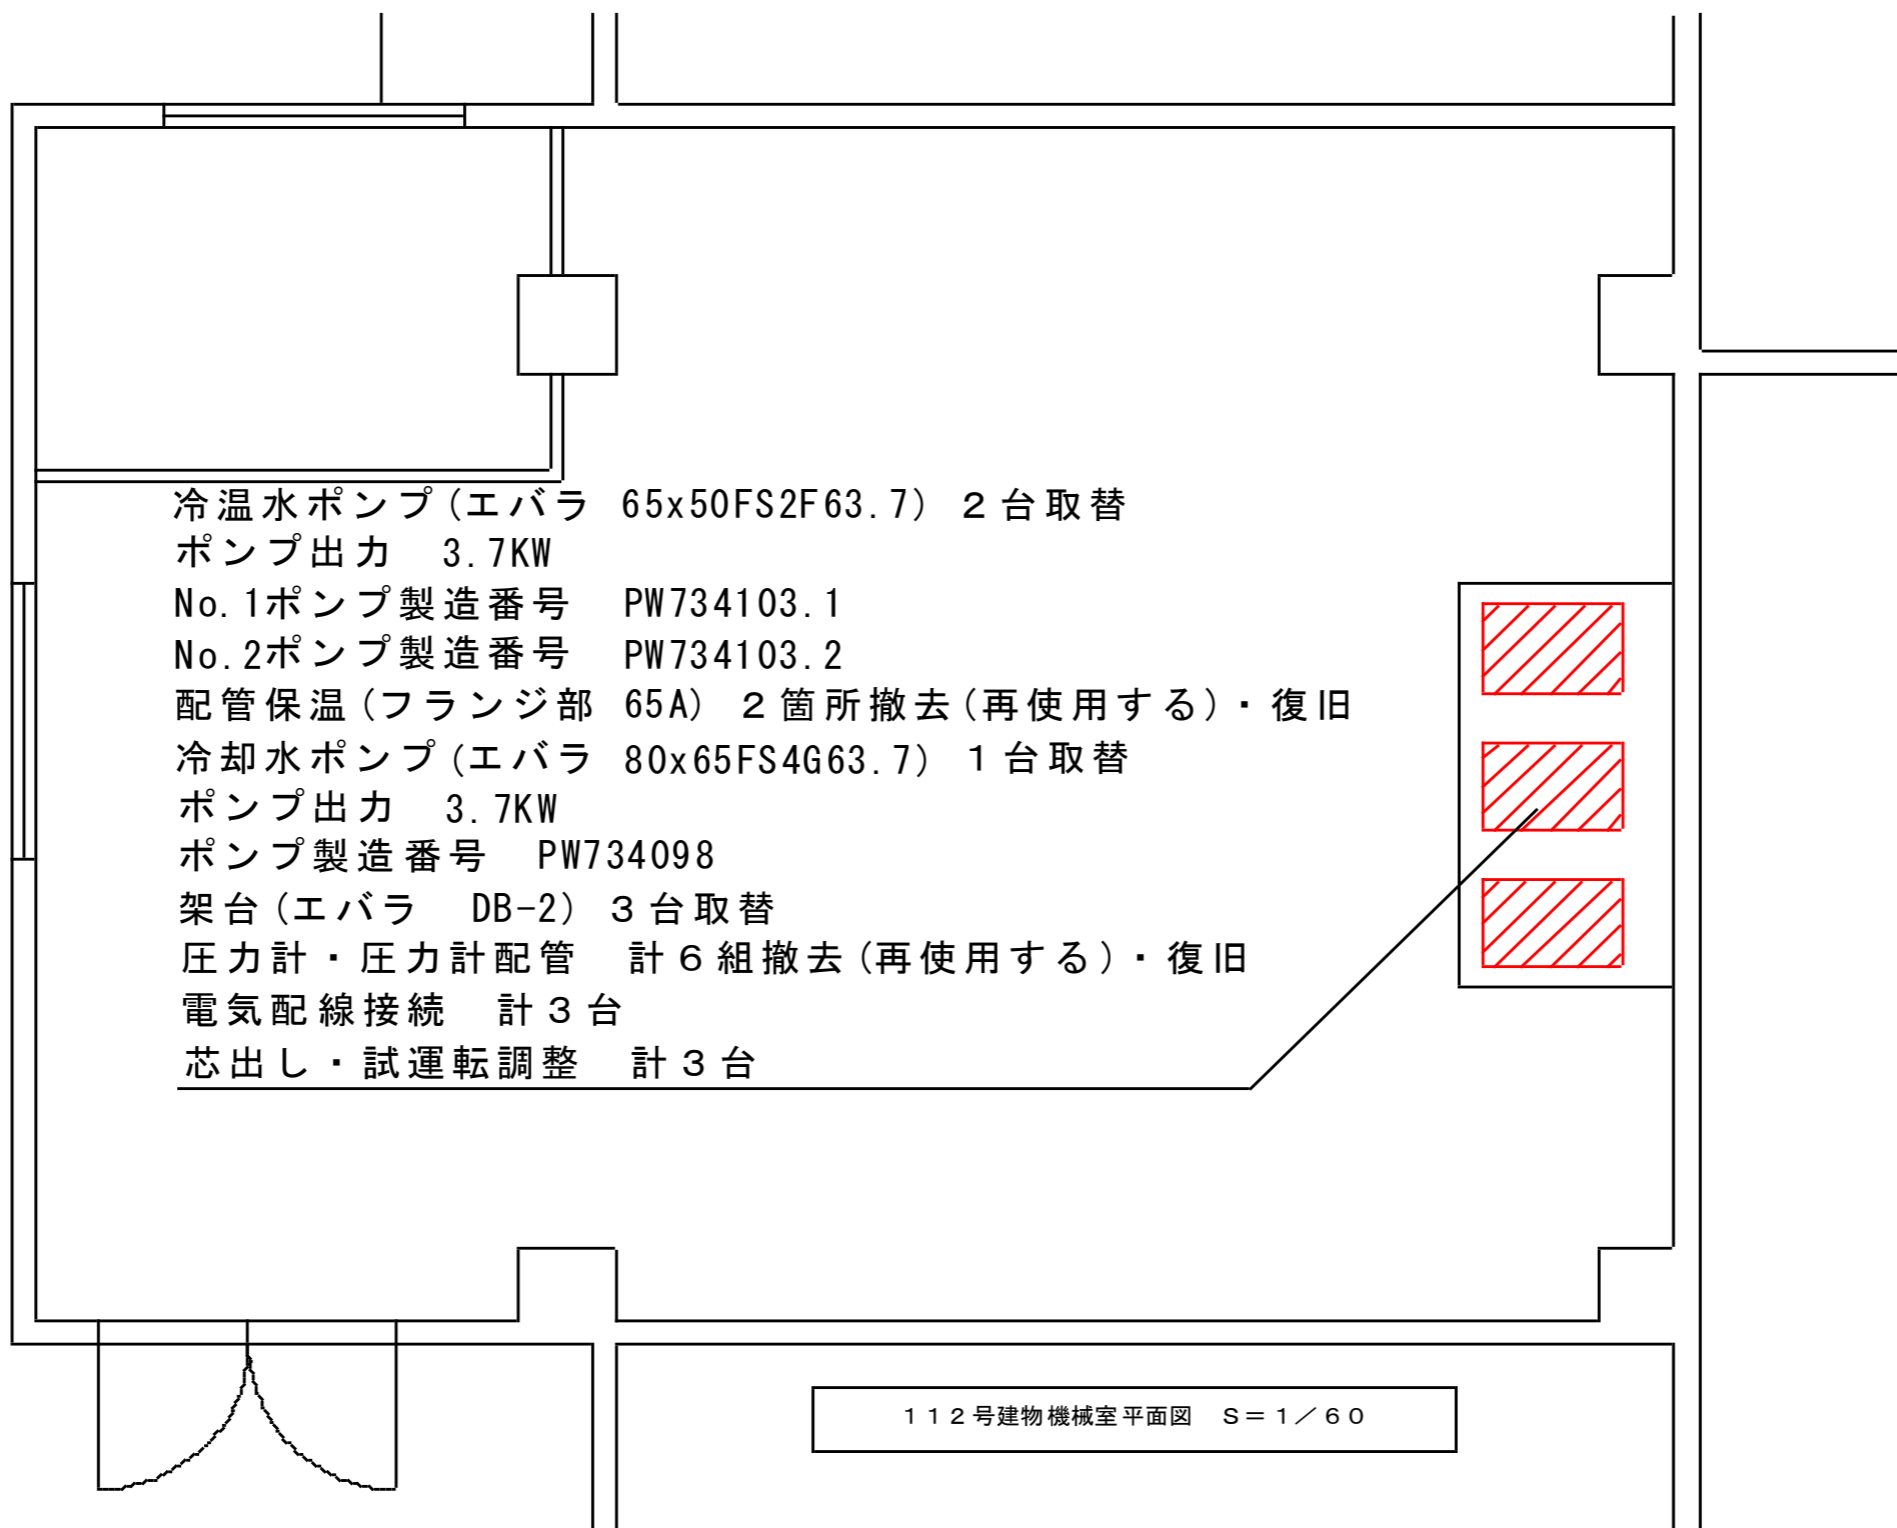 冷温水ポンプ(エバラ 65x50FS2F63.7) ２台取替
ポンプ出力　3.7KW
No.1ポンプ製造番号　PW734103.1
No.2ポンプ製造番号　PW734103.2
配管保温(フランジ部 65A) ２箇所撤去(再使用する)・復旧
冷却水ポンプ(エバラ 80x65FS4G63.7) １台取替
ポンプ出力　3.7KW
ポンプ製造番号　PW734098
架台(エバラ　DB-2) ３台取替
圧力計・圧力計配管　計６組撤去(再使用する)・復旧
電気配線接続　計３台
芯出し・試運転調整　計３台
１１２号建物機械室平面図　Ｓ＝１／６０